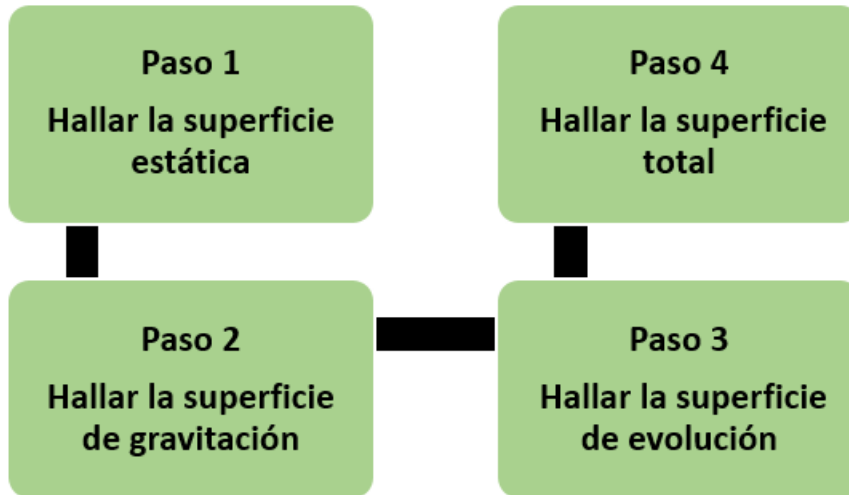 Paso 1
Hallar la superficie
estática
Paso 2
Hallar la superficie
de gravitación
Paso 3
Hallar la superficie
de evolución
Paso 4
Hallar la superficie
total